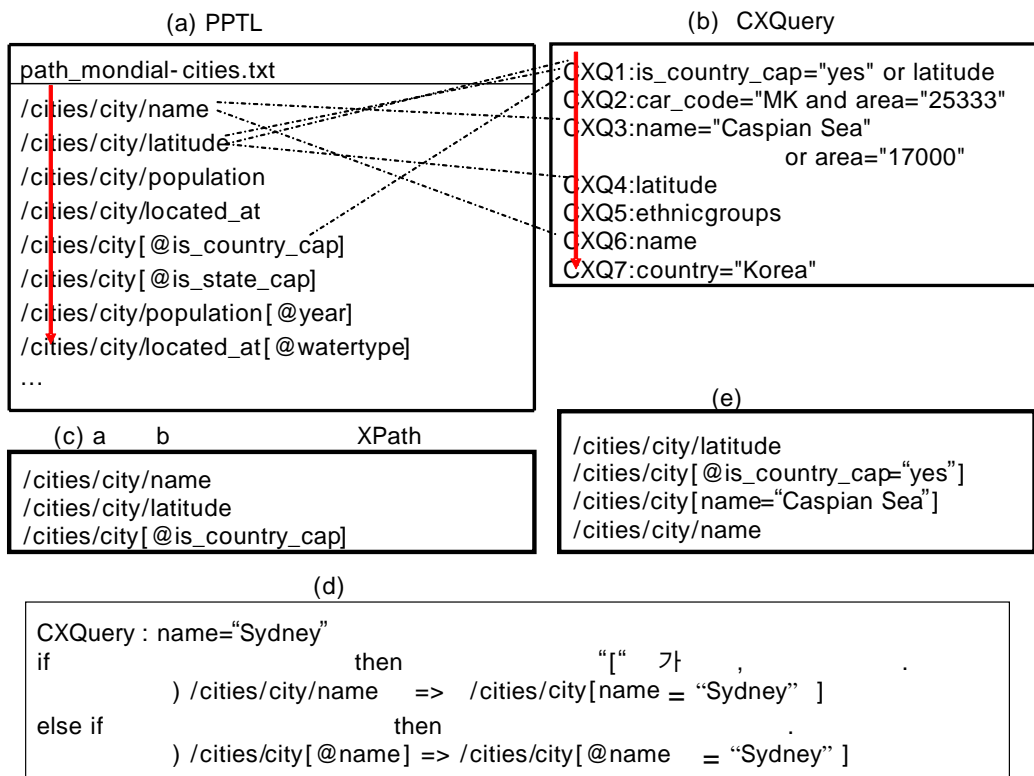 (a) PPTL
path_mondial-cities.txt
/cities/city/name
/cities/city/latitude
/cities/city/population
/cities/city/located_at
/cities/city[@is_country_cap]
/cities/city[@is_state_cap]
/cities/city/population[@year]
/cities/city/located_at[@watertype]
...
(b) CXQuery
CXQ1:is_country_cap="yes" or latitude
CXQ2:car_code="MK and area="25333"
CXQ3:name="Caspian Sea"
or area="17000"
CXQ4:latitude
CXQ5:ethnicgroups
CXQ6:name
CXQ7:country="Korea"
(c) a b XPath
/cities/city/name
/cities/city/latitude
/cities/city[@is_country_cap]
(e)
/cities/city/latitude
/cities/city[@is_country_cap=“yes”]
/cities/city[name=“Caspian Sea”]
/cities/city/name
(d)
CXQuery : name=“Sydney”
if then “[“ 가 , .
) /cities/city/name => /cities/city[name = “Sydney” ]
else if then .
) /cities/city[@name] => /cities/city[@name = “Sydney” ]